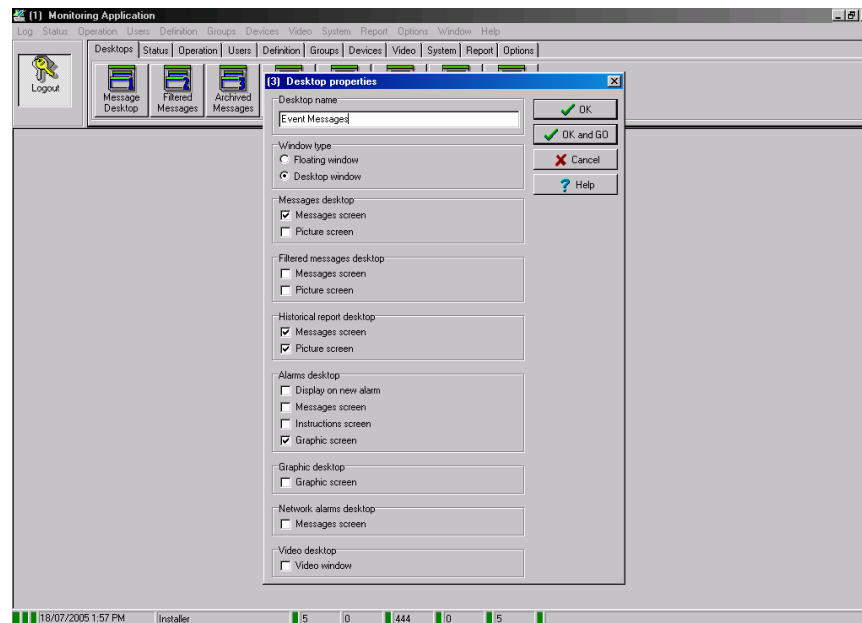 (1) Monitoring Application
Log Status Operation Users Definition Groups Devices Video System Report Options Window Help
Desktops Status Operation Users Definition Groups Devices Video System Report Options
Logout
Message Desktop
Filtered Messages
Archived Messages
(3) Desktop properties
Desktop name
Event Messages
OK
OK and GO
Cancel
Help
Window type
Floating window
Desktop window
Messages desktop
Messages screen
Picture screen
Filtered messages desktop
Messages screen
Picture screen
Historical report desktop
Messages screen
Picture screen
Alarms desktop
Display on new alarm
Messages screen
Instructions screen
Graphic screen
Graphic desktop
Graphic screen
Network alarms desktop
Messages screen
Video desktop
Video window
18/07/2005 1:57 PM Installer 5 0 444 0 5